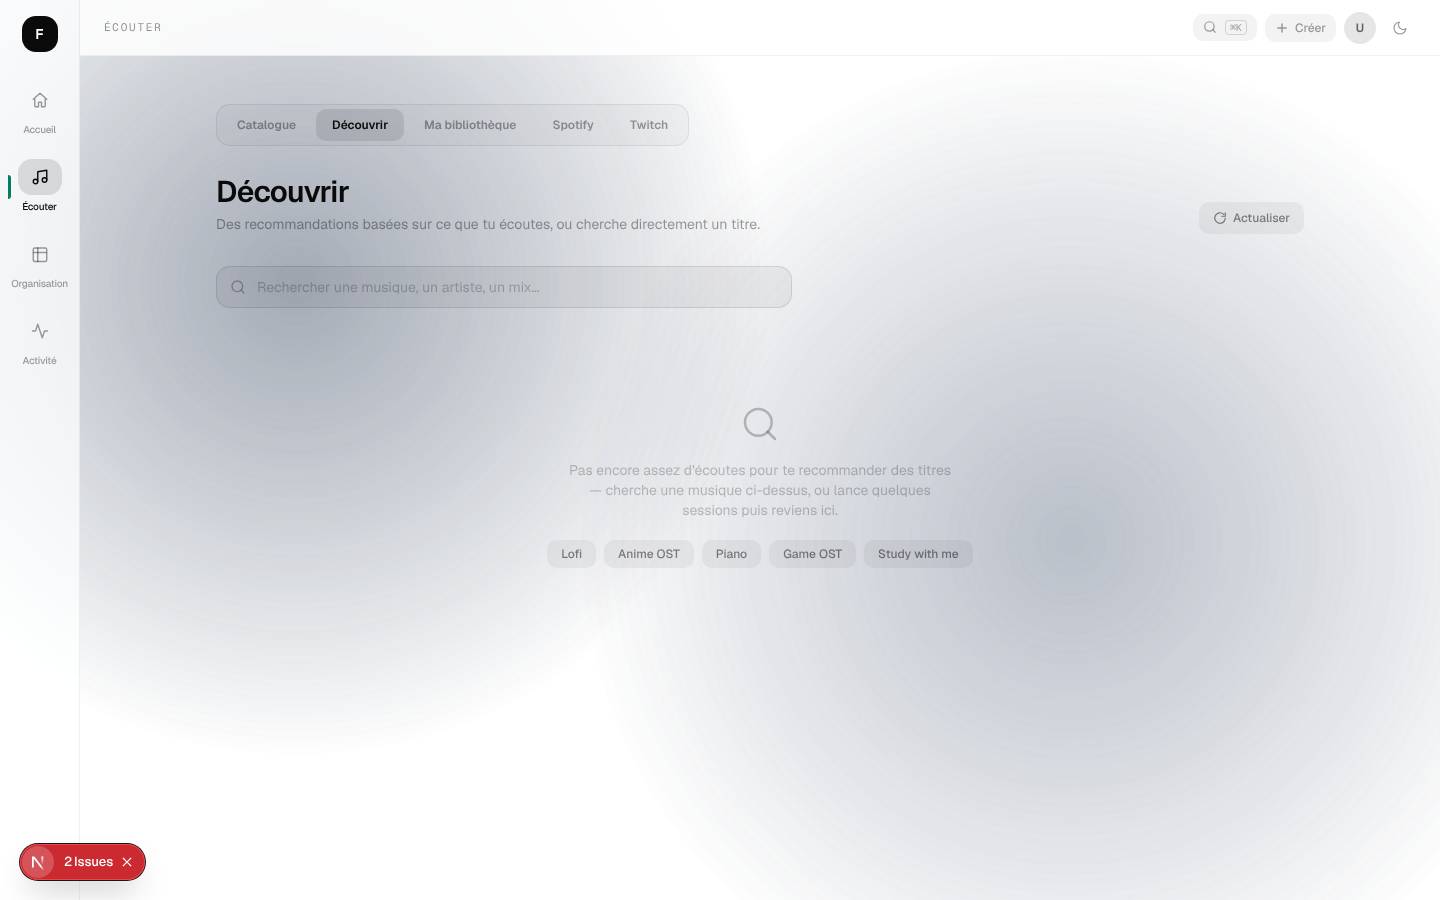 F
ÉCOUTER
⌘K
Créer
U
Accueil
Écouter
Organisation
Activité
Catalogue
Découvrir
Ma bibliothèque
Spotify
Twitch
Découvrir
Des recommandations basées sur ce que tu écoutes, ou cherche directement un titre.
Actualiser
Rechercher une musique, un artiste, un mix...
Pas encore assez d'écoutes pour te recommander des titres
— cherche une musique ci-dessus, ou lance quelques
sessions puis reviens ici.
Lofi
Anime OST
Piano
Game OST
Study with me
N
2 Issues